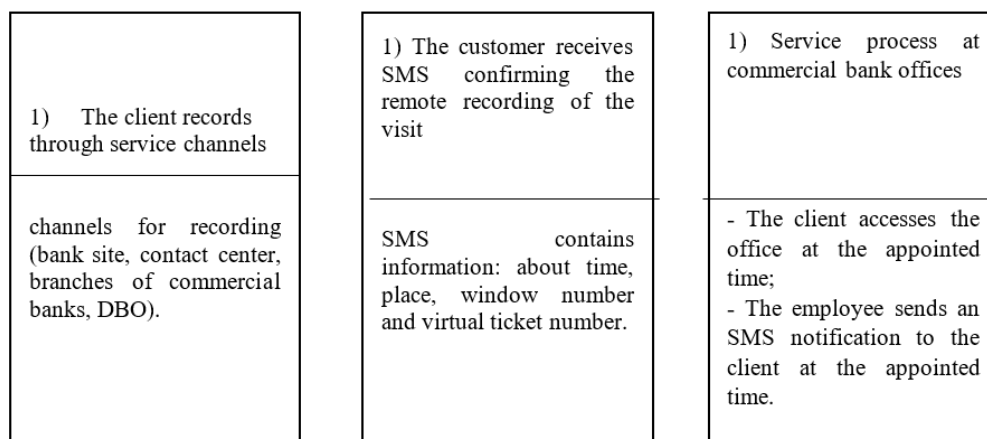 1) The client records
through service channels
channels for recording
(bank site, contact center,
branches of commercial
banks, DBO).
1) The customer receives
SMS confirming the
remote recording of the
visit
SMS contains
information: about time,
place, window number
and virtual ticket number.
1) Service process at
commercial bank offices
- The client accesses the
office at the appointed
time;
- The employee sends an
SMS notification to the
client at the appointed
time.